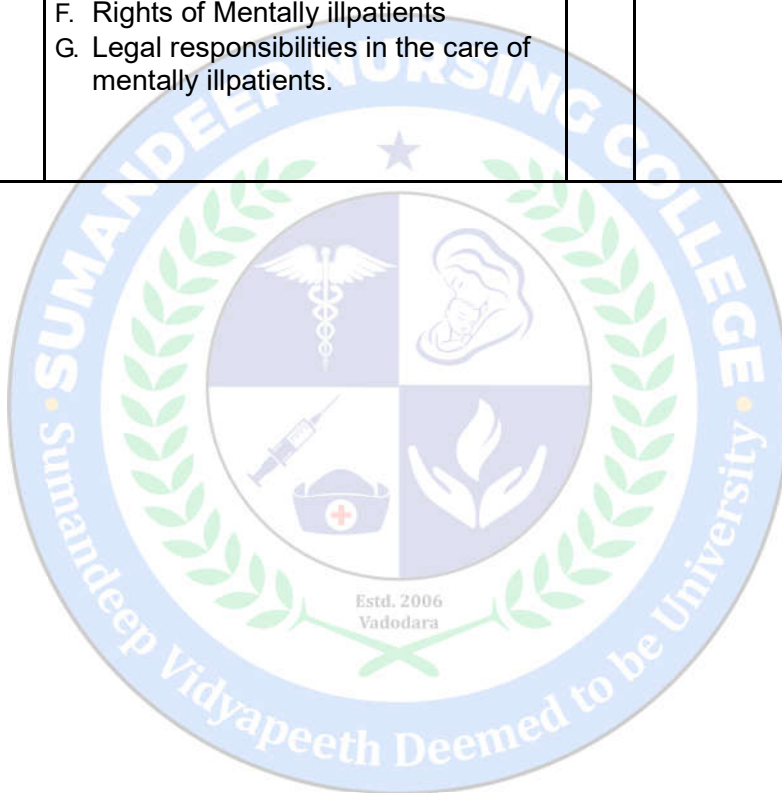 F. Rights of Mentally illpatients
G. Legal responsibilities in the care of
mentally illpatients.
SUMANDEEP NURSING COLLEGE
Estd. 2006
Vadodara
Sumandeep Vidyapeeth Deemed to be University